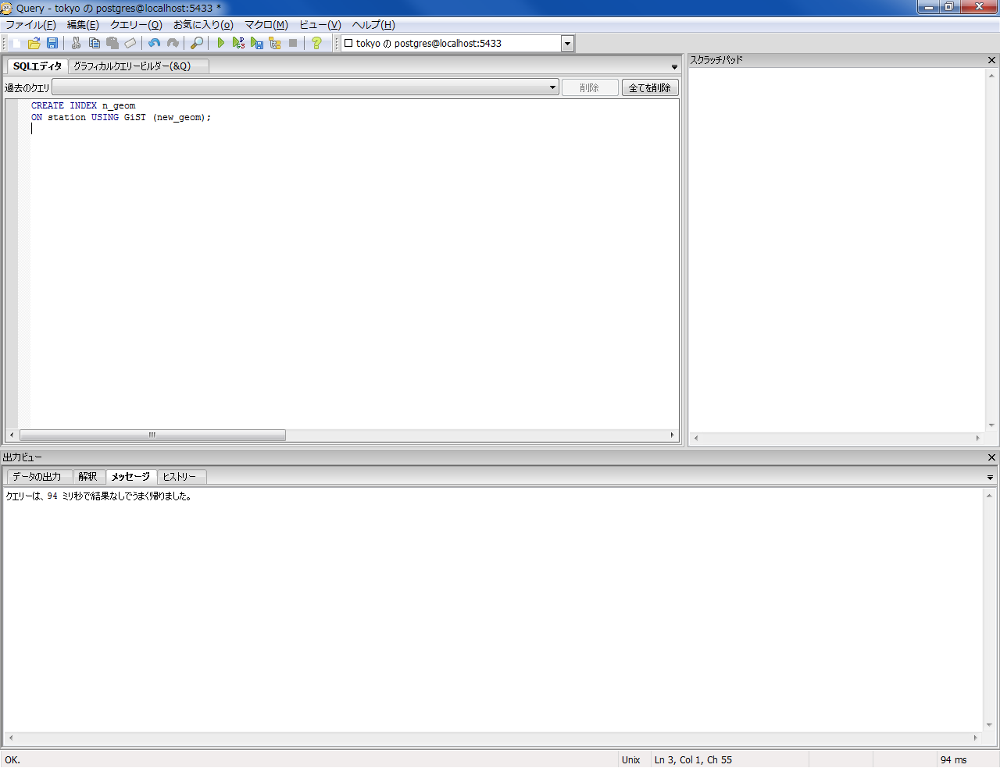 Query - tokyo の postgres@localhost:5433 *
ファイル(F) 編集(E) クエリー(Q) お気に入り(o) マクロ(M) ビュー(V) ヘルプ(H)
tokyo の postgres@localhost:5433
SQLエディタ グラフィカルクエリービルダー(&Q)
過去のクエリ 削除 全てを削除
CREATE INDEX n_geom
ON station USING GiST (new_geom);
スクラッチパッド
出力ビュー
データの出力 解釈 メッセージ ヒストリー
クエリーは、94 ミリ秒で結果なしでうまく帰りました。
OK. Unix Ln 3, Col 1, Ch 55 94 ms